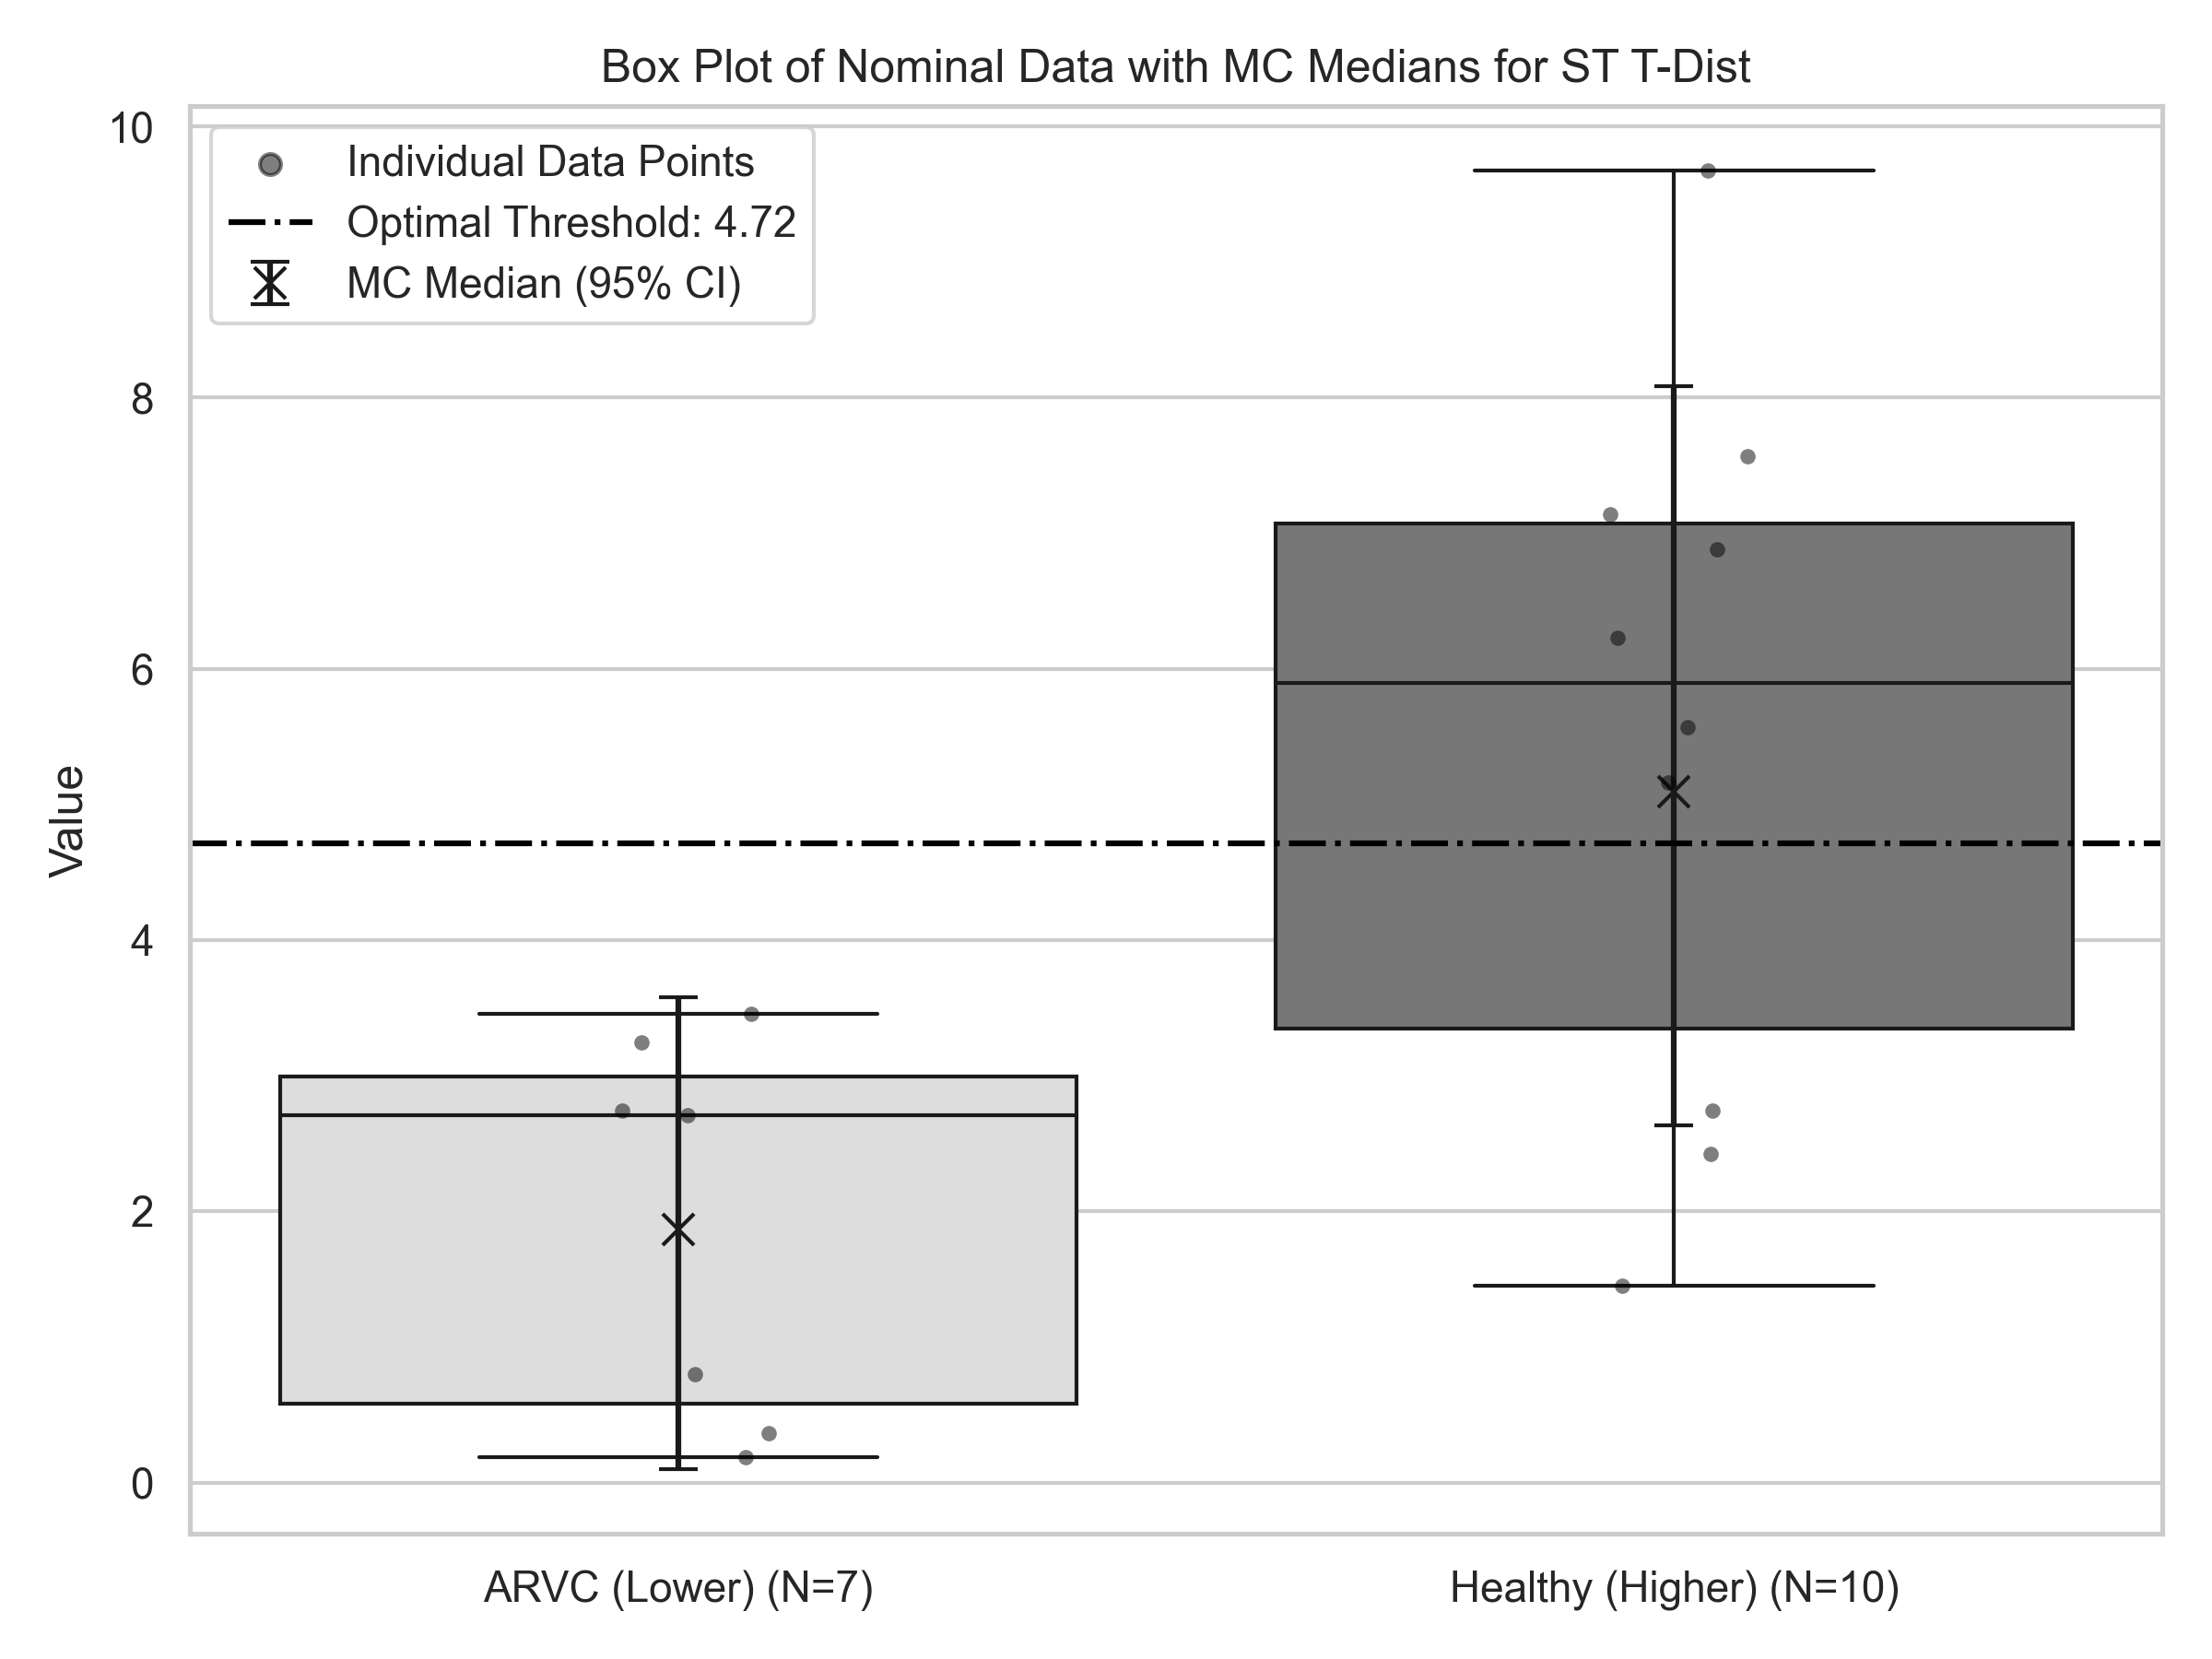 Box Plot of Nominal Data with MC Medians for ST T-Dist
Individual Data Points
Optimal Threshold: 4.72
MC Median (95% CI)
Value
10
8
6
4
2
0
ARVC (Lower) (N=7)
Healthy (Higher) (N=10)